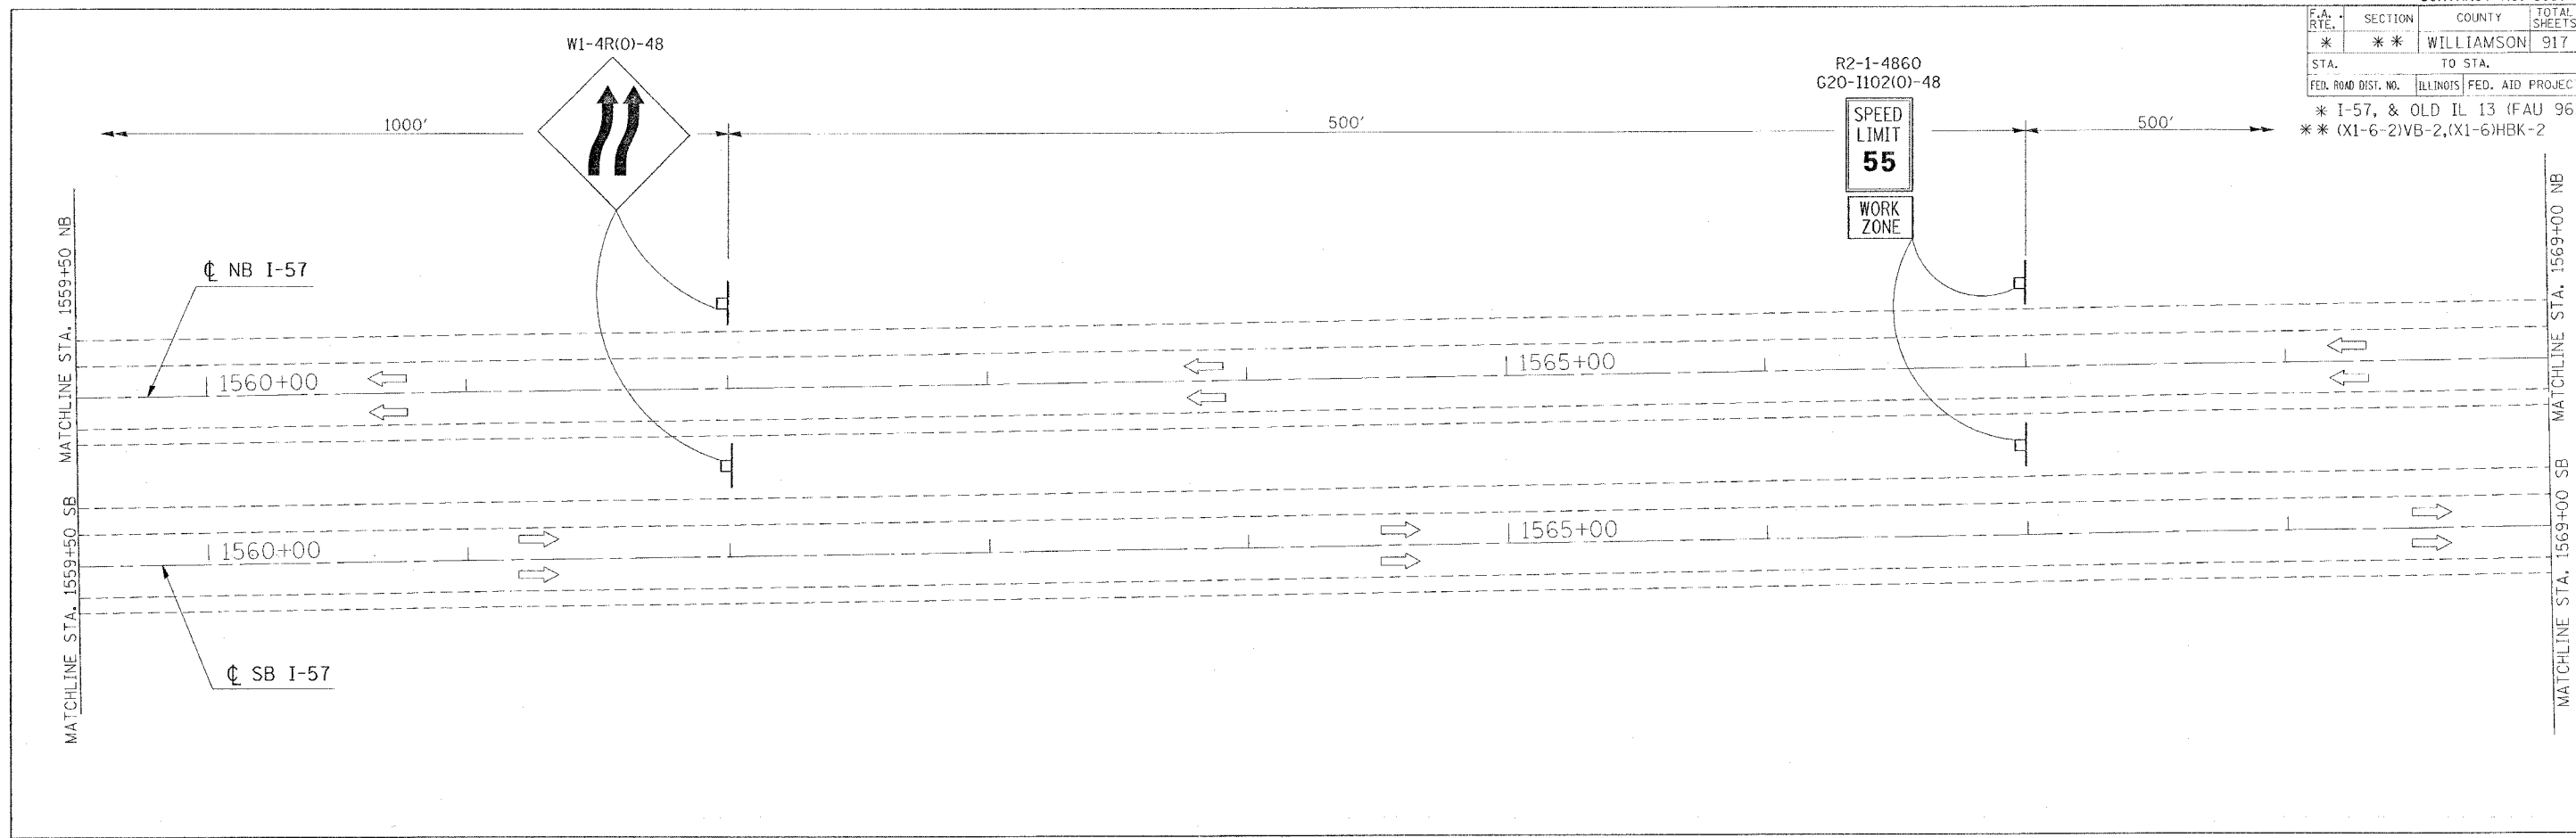 F.A. RTE. SECTION COUNTY TOTAL SHEETS
* ** WILLIAMSON 917
STA. TO STA.
FED. ROAD DIST. NO. ILLINOIS FED. AID PROJEC
* I-57, & OLD IL 13 (FAU 96
** (X1-6-2)VB-2,(X1-6)HBK-2
W1-4R(O)-48
R2-1-4860
G20-I102(O)-48
1000'
500'
500'
SPEED
LIMIT
55
WORK
ZONE
MATCHLINE STA. 1559+50 NB
℄ NB I-57
1560+00
1565+00
MATCHLINE STA. 1569+00 NB
MATCHLINE STA. 1559+50 SB
1560+00
1565+00
℄ SB I-57
MATCHLINE STA. 1569+00 SB